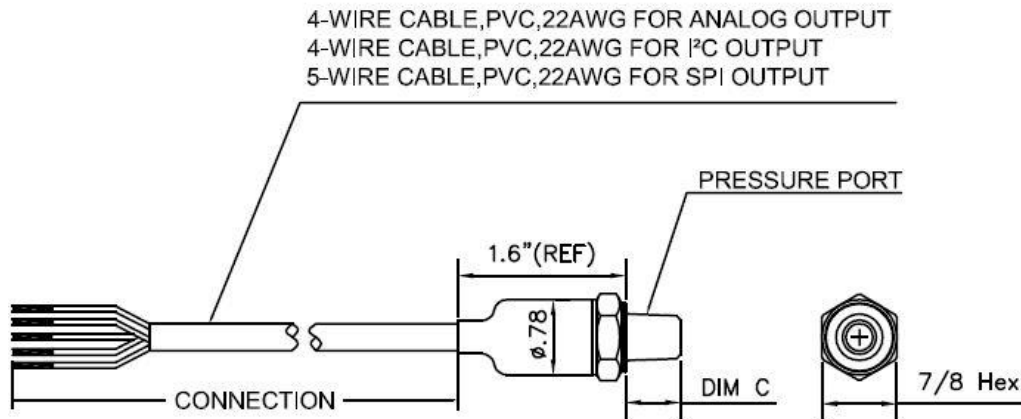 4-WIRE CABLE,PVC,22AWG FOR ANALOG OUTPUT
4-WIRE CABLE,PVC,22AWG FOR I²C OUTPUT
5-WIRE CABLE,PVC,22AWG FOR SPI OUTPUT
PRESSURE PORT
1.6”(REF)
ø.78
DIM C
7/8 Hex
CONNECTION